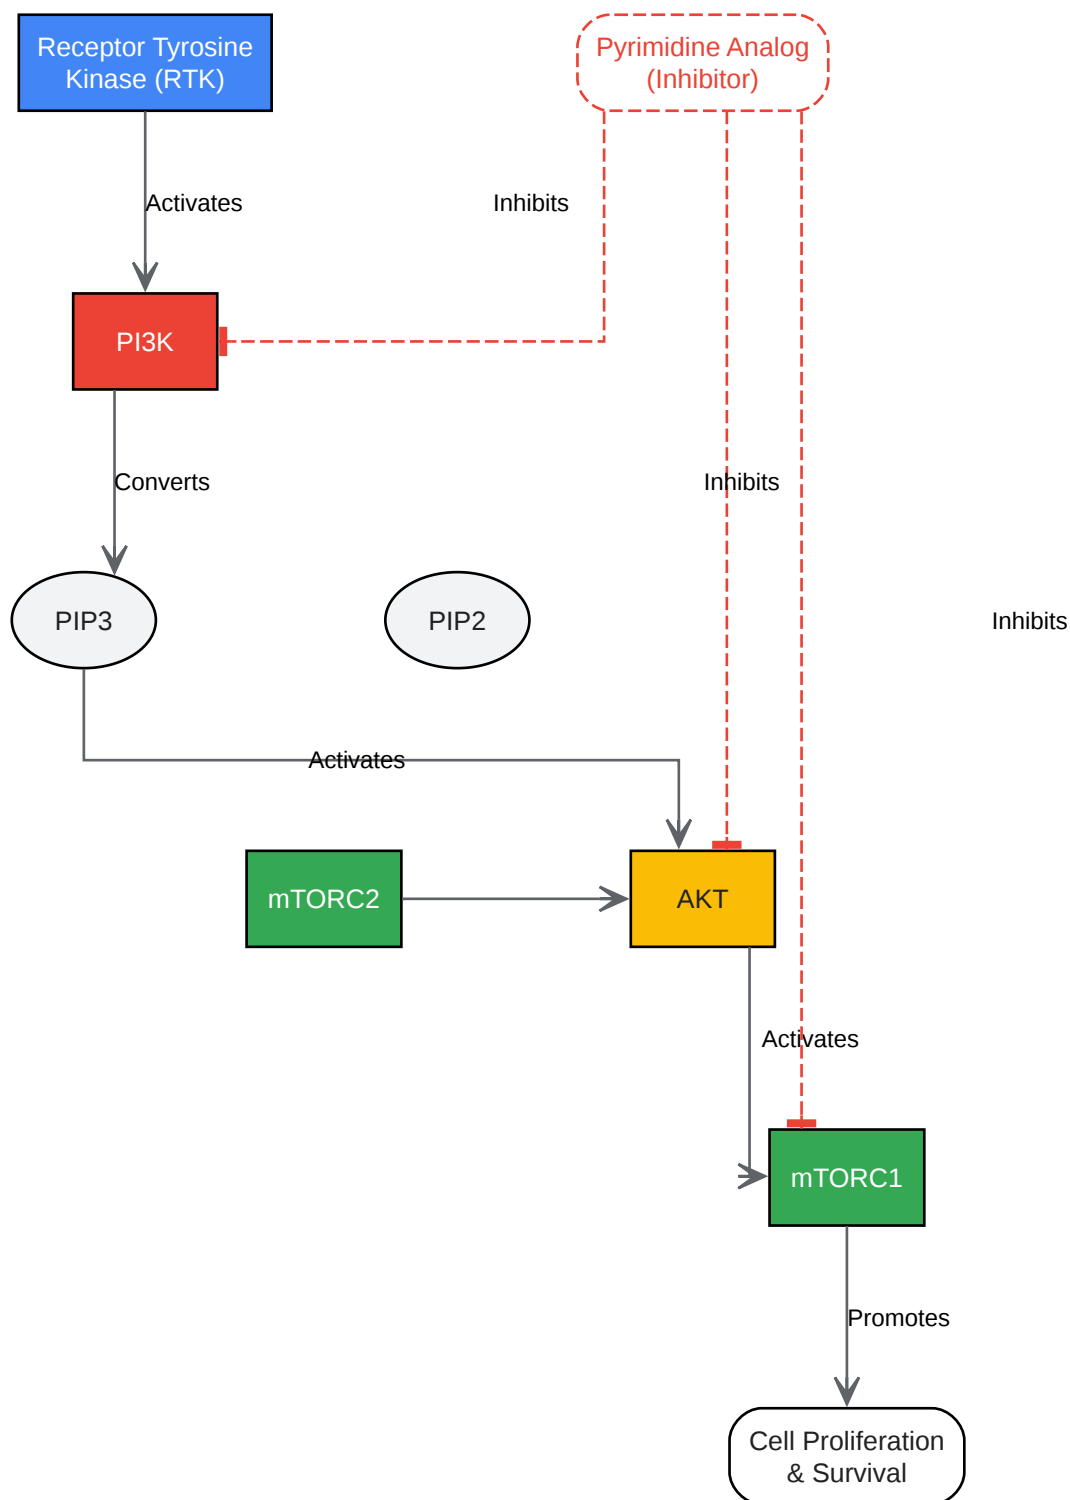 Receptor Tyrosine
Kinase (RTK)
Pyrimidine Analog
(Inhibitor)
Activates
Inhibits
PI3K
Converts
Inhibits
PIP3
PIP2
Inhibits
Activates
mTORC2
AKT
Activates
mTORC1
Promotes
Cell Proliferation
& Survival